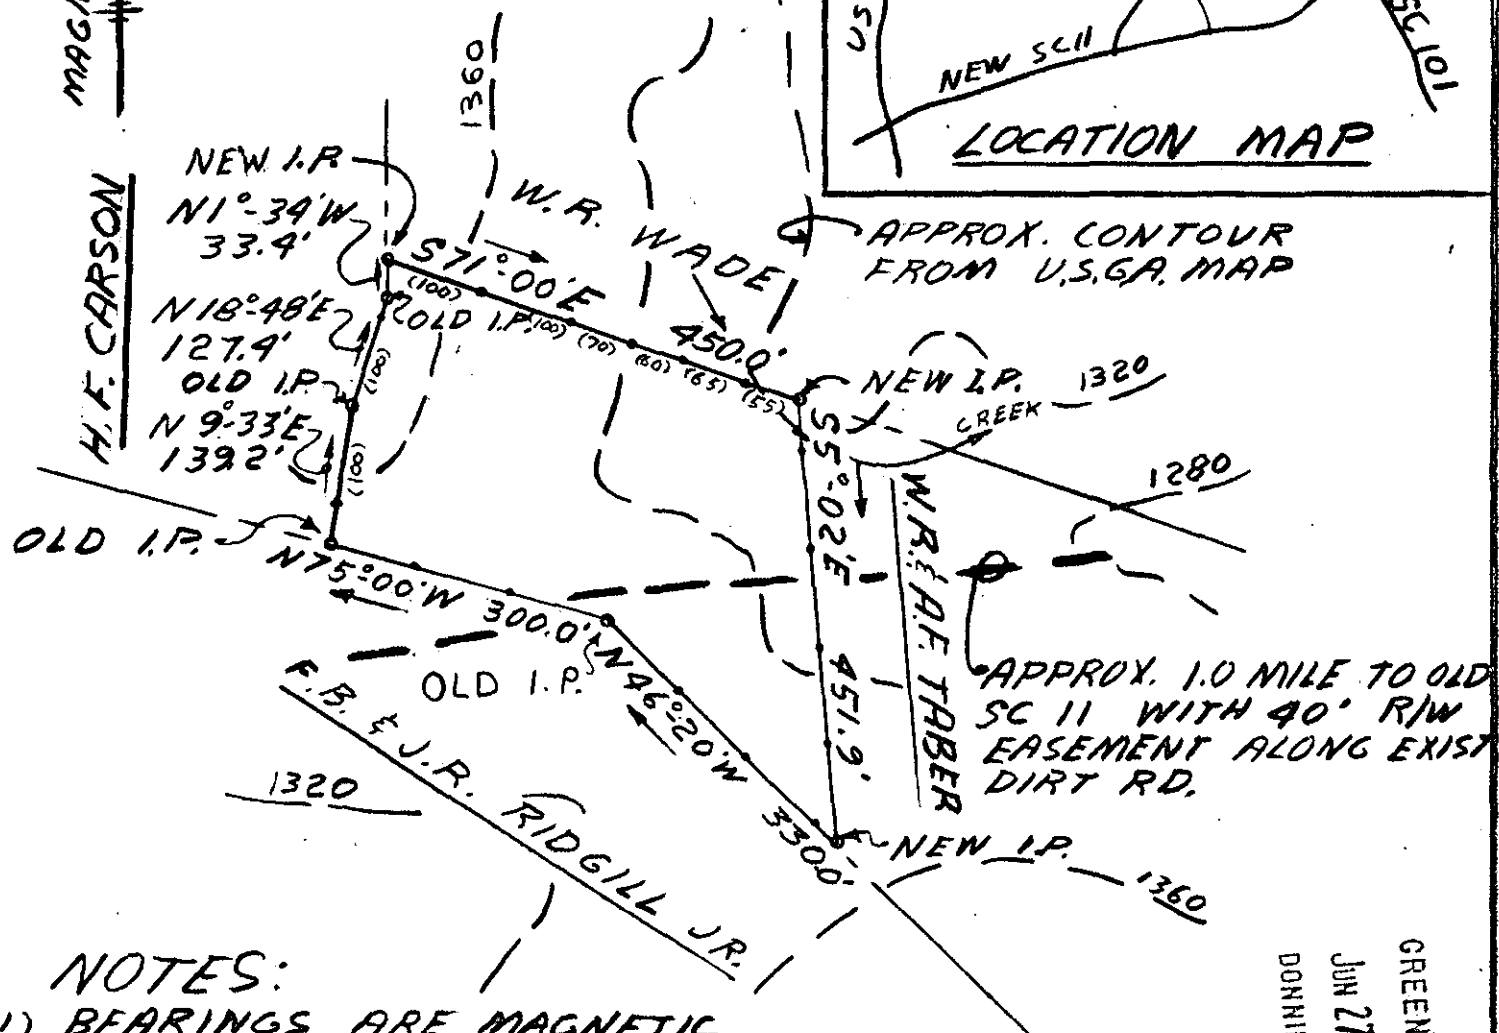 MAG
US
NEW SC11
SC 101
LOCATION MAP
1360
NEW I.P.
N1°-34'W
33.4'
H.F. CARSON
W.R. WADE
APPROX. CONTOUR
FROM U.S.G.A. MAP
S71°-00'E
450.0'
(100)
(100)
(70)
(60)
(65)
(55)
N18°-48'E
127.4'
OLD I.P.
(100)
OLD I.P.
N 9°-33'E
139.2'
(100)
NEW I.P.
1320
CREEK
1280
S5°-02'E
451.9'
W.R. & A.F. TABER
OLD I.P.
N75°-00'W
300.0'
OLD I.P.
N46°-20'W
330.0'
APPROX. 1.0 MILE TO OLD
SC 11 WITH 40' R/W
EASEMENT ALONG EXIST
DIRT RD.
F.B. & J.R. RIDGILL JR.
1320
NEW I.P.
1360
NOTES:
1) BEARINGS ARE MAGNETIC
GREEN
JUN 27
DONNI